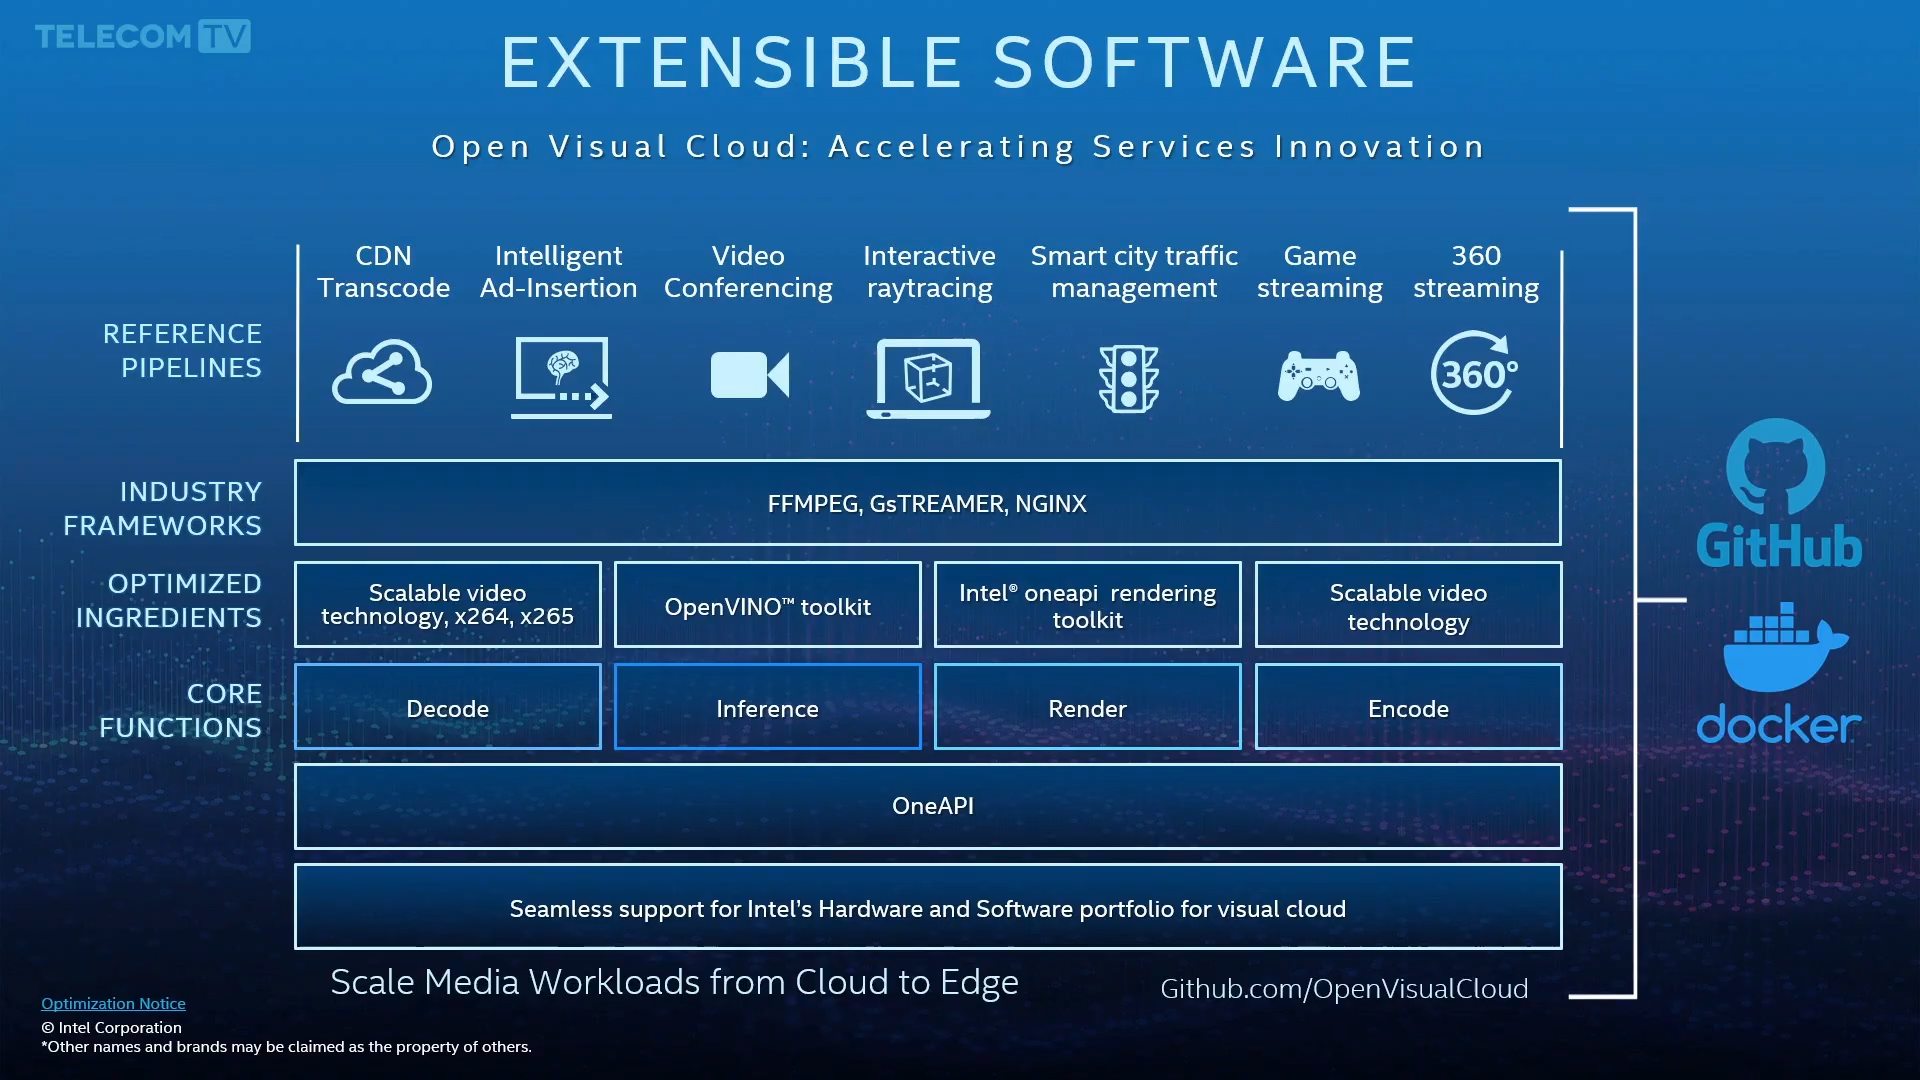 TELECOM TV
EXTENSIBLE SOFTWARE
Open Visual Cloud: Accelerating Services Innovation
REFERENCE
PIPELINES
CDN
Transcode
Intelligent
Ad-Insertion
Video
Conferencing
Interactive
raytracing
Smart city traffic
management
Game
streaming
360
streaming
360°
INDUSTRY
FRAMEWORKS
FFMPEG, GsTREAMER, NGINX
OPTIMIZED
INGREDIENTS
Scalable video
technology, x264, x265
OpenVINO™ toolkit
Intel® oneapi rendering
toolkit
Scalable video
technology
CORE
FUNCTIONS
Decode
Inference
Render
Encode
OneAPI
Seamless support for Intel's Hardware and Software portfolio for visual cloud
GitHub
docker
Scale Media Workloads from Cloud to Edge
Github.com/OpenVisualCloud
Optimization Notice
© Intel Corporation
*Other names and brands may be claimed as the property of others.